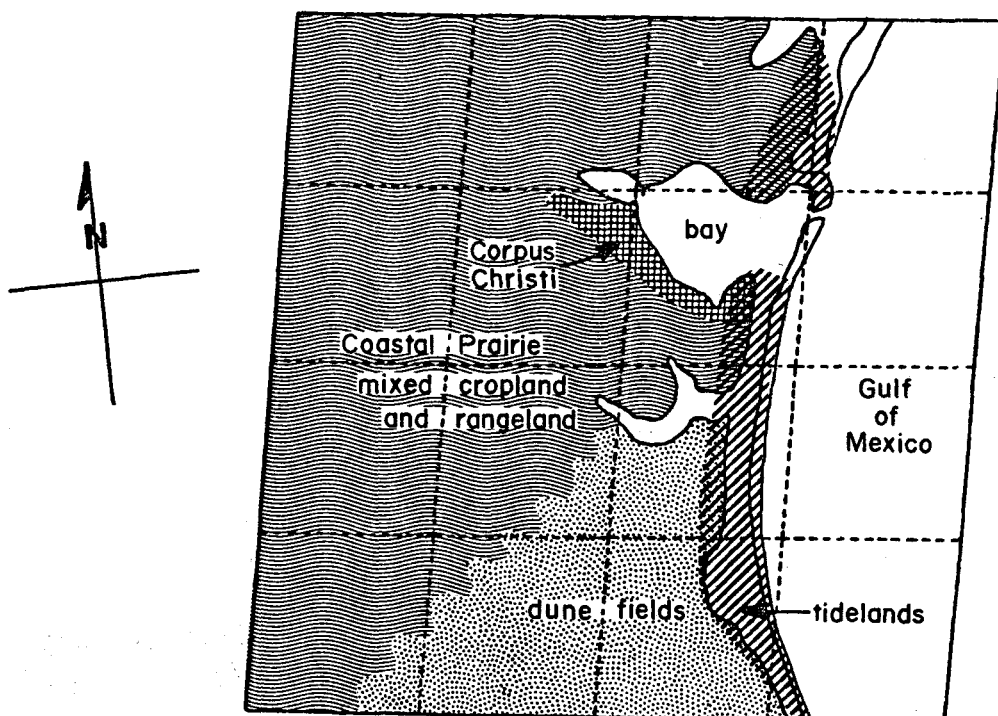 N
bay
Corpus
Christi
Coastal Prairie
mixed cropland
and rangeland
Gulf
of
Mexico
dune fields
tidelands